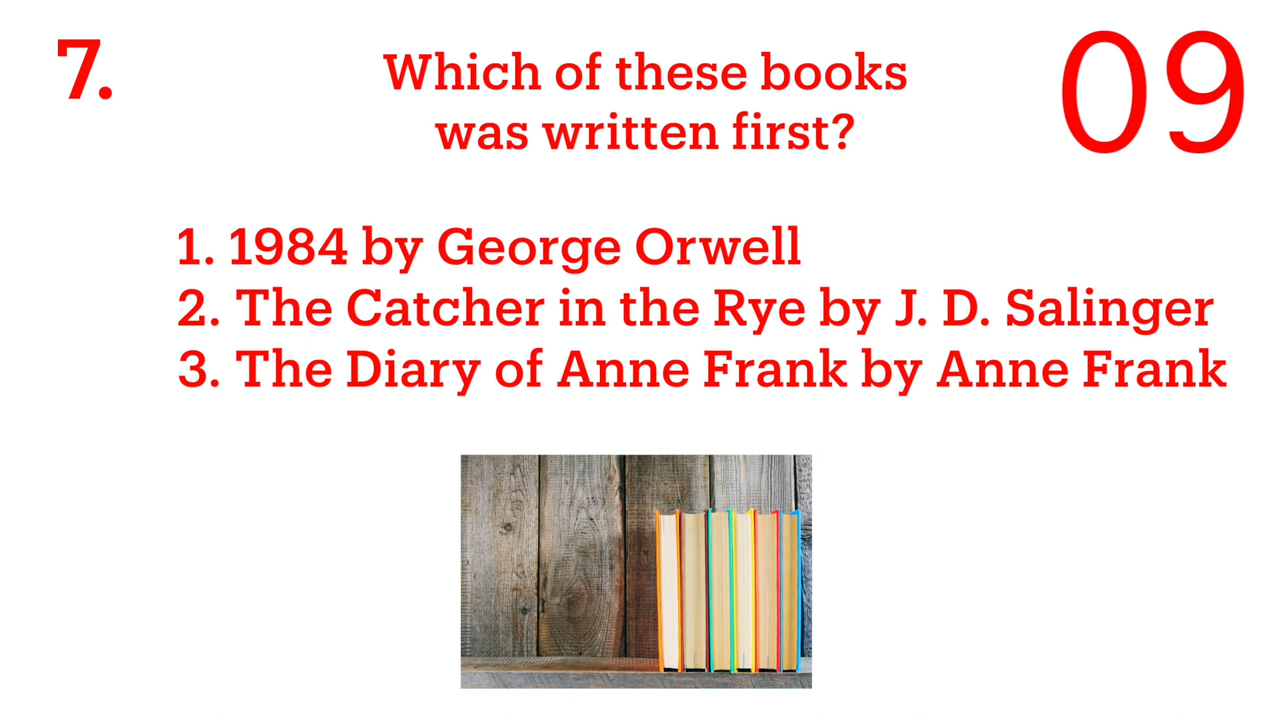 7.
Which of these books
was written first?
09
1. 1984 by George Orwell
2. The Catcher in the Rye by J. D. Salinger
3. The Diary of Anne Frank by Anne Frank